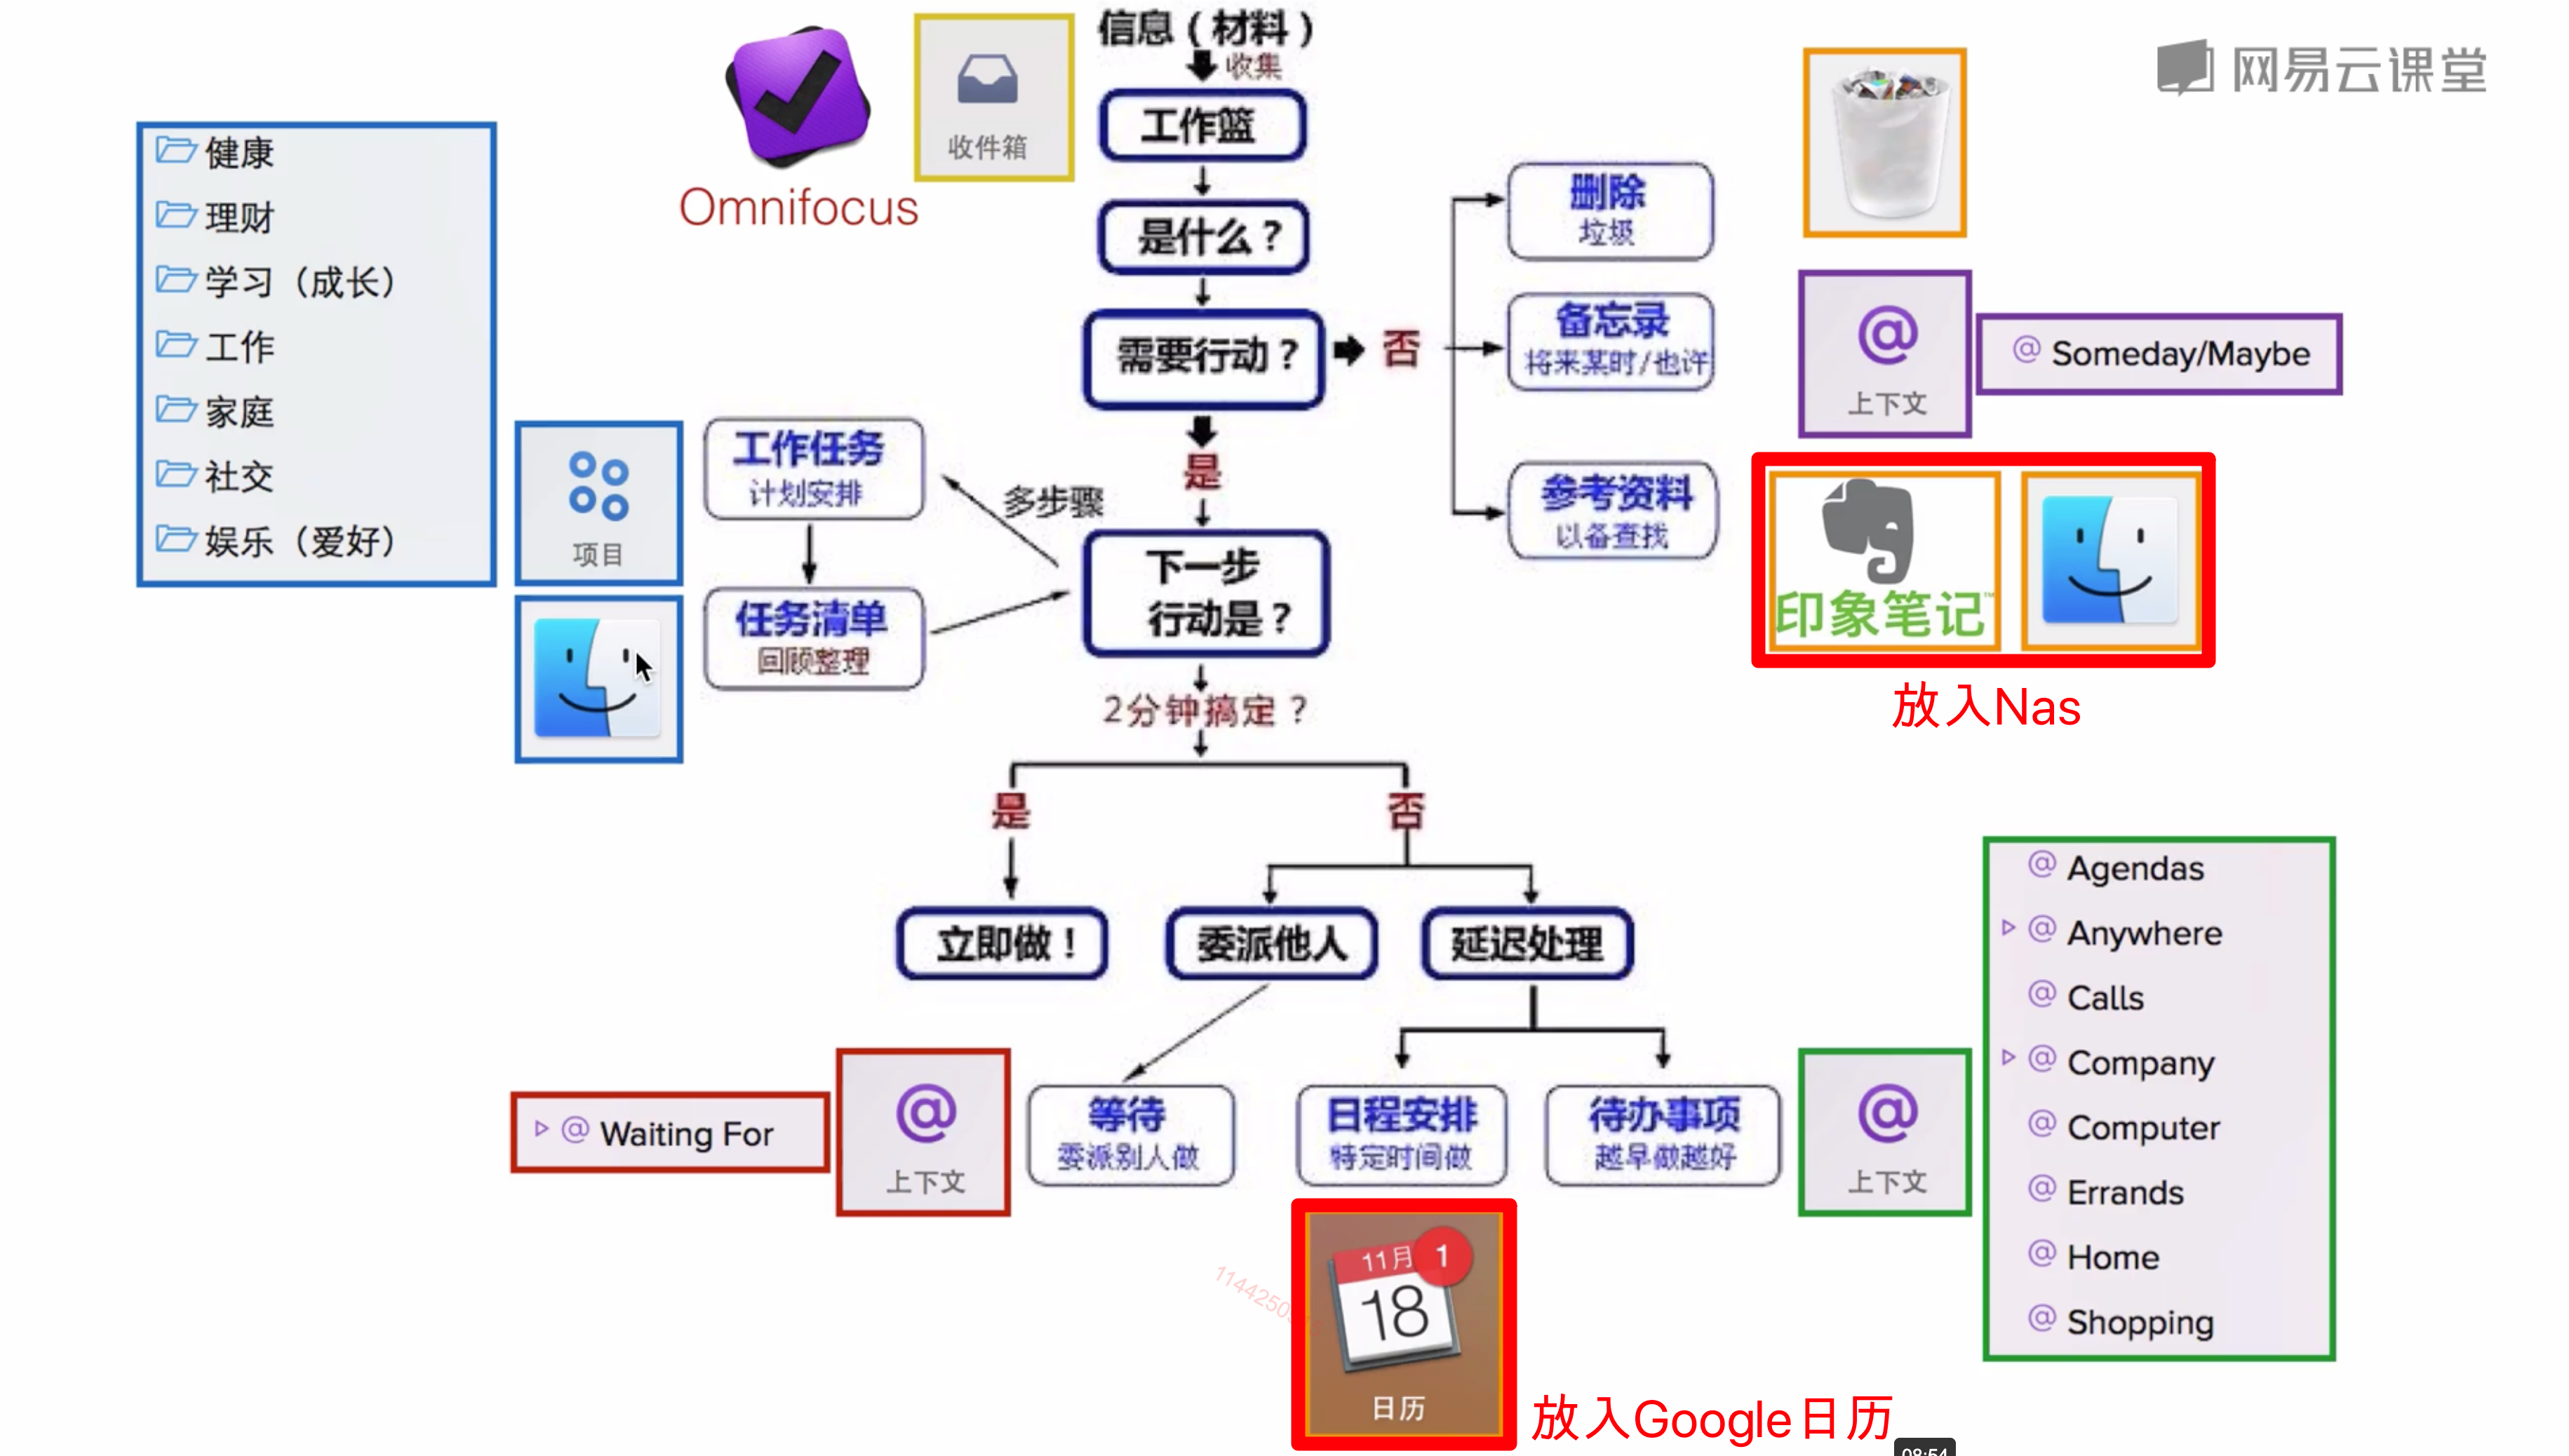 信息（材料）
收集
工作篮
是什么？
需要行动？
否
是
删除
垃圾
备忘录
将来某时/也许
参考资料
以备查找
网易云课堂
Omnifocus
收件箱
健康
理财
学习（成长）
工作
家庭
社交
娱乐（爱好）
项目
工作任务
计划安排
多步骤
任务清单
回顾整理
下一步
行动是？
@
上下文
@ Someday/Maybe
印象笔记™
放入Nas
2分钟搞定？
是
否
立即做！
委派他人
延迟处理
@ Waiting For
@
上下文
等待
委派别人做
日程安排
特定时间做
待办事项
越早做越好
@
上下文
@ Agendas
@ Anywhere
@ Calls
@ Company
@ Computer
@ Errands
@ Home
@ Shopping
11月
1
18
日历
放入Google日历